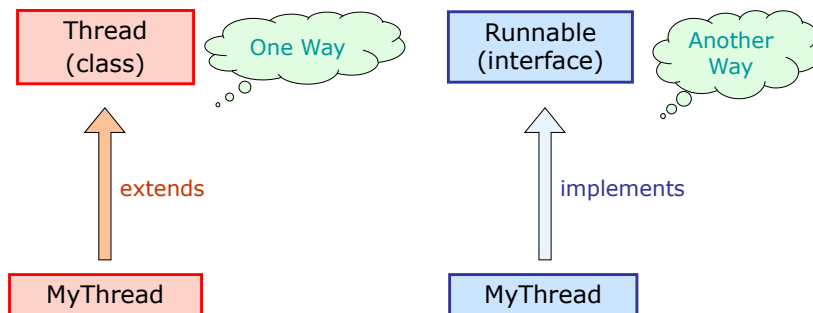 Thread
(class)
One Way
Runnable
(interface)
Another
Way
extends
implements
MyThread
MyThread